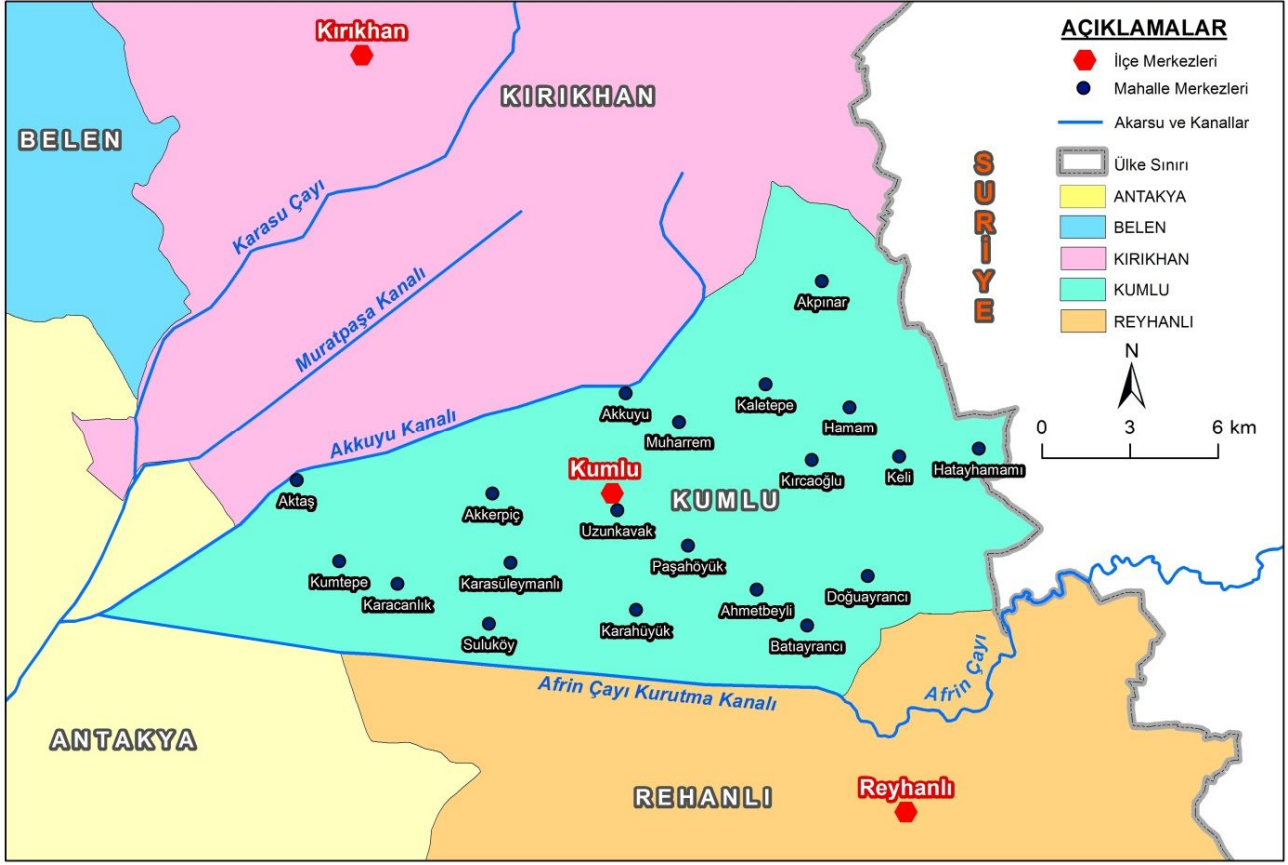 Kırıkhan
KIRIKHAN
BELEN
Karasu Çayı
Muratpaşa Kanalı
Akkuyu Kanalı
SURİYE
AÇIKLAMALAR
İlçe Merkezleri
Mahalle Merkezleri
Akarsu ve Kanallar
Ülke Sınırı
ANTAKYA
BELEN
KIRIKHAN
KUMLU
REYHANLI
N
0 3 6 km
Akpınar
Kaletepe
Akkuyu
Hamam
Muharrem
Kırcaoğlu
Keli
Hatayhamamı
Kumlu
KUMLU
Aktaş
Akkerpiç
Uzunkavak
Paşahöyük
Kumtepe
Karacanlık
Karasüleymanlı
Ahmetbeyli
Doğuayrancı
Suluköy
Karahüyük
Batıayrancı
Afrin Çayı Kurutma Kanalı
Afrin Çayı
ANTAKYA
REHANLI
Reyhanlı